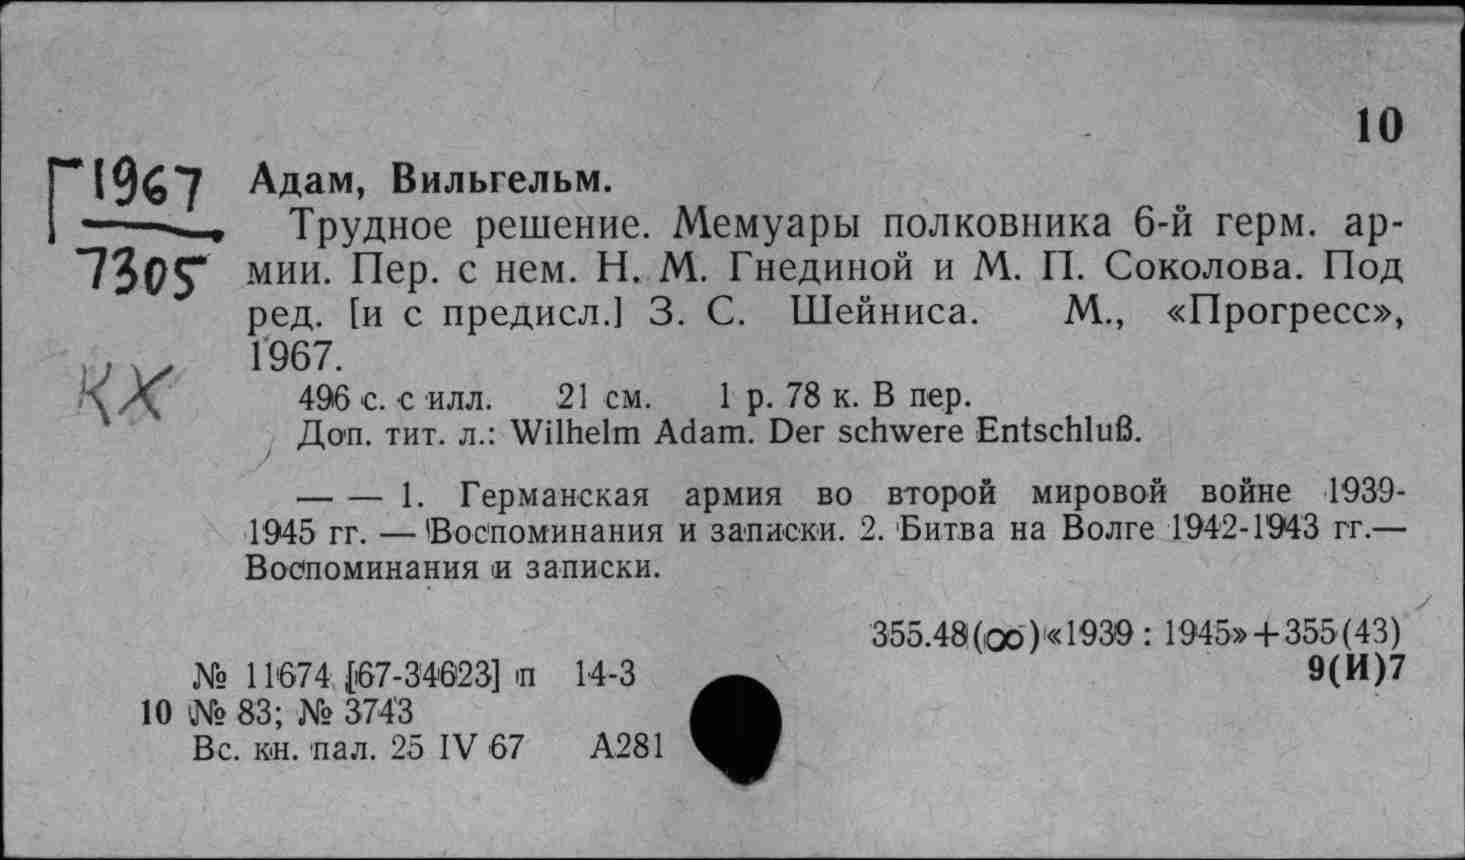 10
Г1967
7305
КХ
Адам, Вильгельм.
Трудное решение. Мемуары полковника 6-й герм. ар-
мии. Пер. с нем. Н. М. Гнединой и М. П. Соколова. Под
ред. [и с предисл.] З. С. Шейниса. М., «Прогресс»,
1967.
496 с. с илл. 21 см. 1 р. 78 к. В пер.
Доп. тит. л.: Wilhelm Adam. Der schwere Entschluß.
— — 1. Германская армия во второй мировой войне 1939-
1945 гг. — Воспоминания и записки. 2. Битва на Волге 1942-1943 гг.—
Воспоминания и записки.
355.48(∞)«1939 : 1945»+355(43)
9(И)7
№ 11674 [67-34623] п 14-3
10 № 83; № 3743
Вс. кн. пал. 25 IV 67 А281